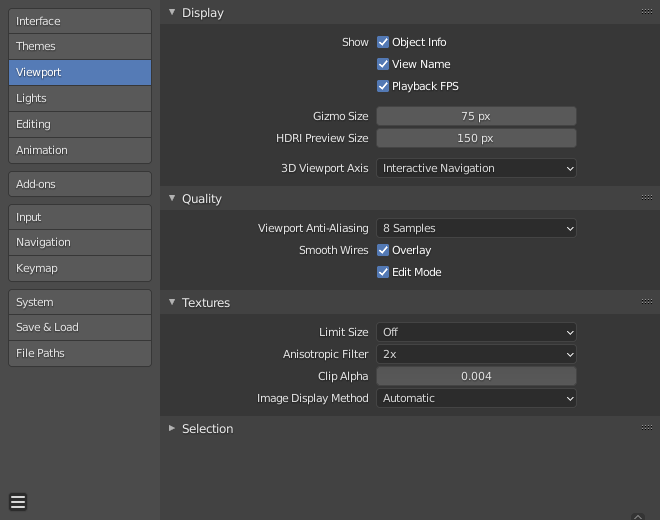 Interface
Themes
Viewport
Lights
Editing
Animation
Add-ons
Input
Navigation
Keymap
System
Save & Load
File Paths
Display
Show Object Info
View Name
Playback FPS
Gizmo Size 75 px
HDRI Preview Size 150 px
3D Viewport Axis Interactive Navigation
Quality
Viewport Anti-Aliasing 8 Samples
Smooth Wires Overlay
Edit Mode
Textures
Limit Size Off
Anisotropic Filter 2x
Clip Alpha 0.004
Image Display Method Automatic
Selection